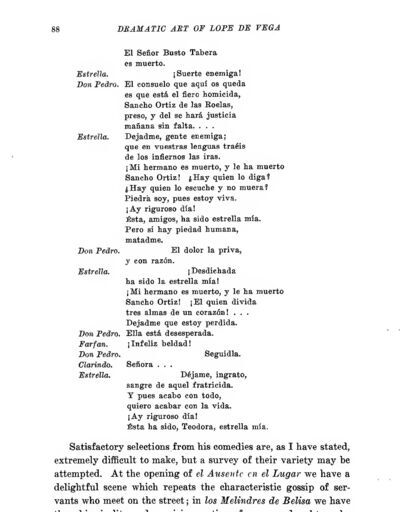 88 DRAMATIC ART OF LOPE DE VEGA
El Señor Busto Tabera
es muerto.
Estrella. ¡Suerte enemiga!
Don Pedro. El consuelo que aquí os queda
es que está el fiero homicida,
Sancho Ortiz de las Roelas,
preso, y del se hará justicia
mañana sin falta. . . .
Estrella. Dejadme, gente enemiga;
que en vuestras lenguas traéis
de los infiernos las iras.
¡Mi hermano es muerto, y le ha muerto
Sancho Ortiz! ¿Hay quien lo diga?
¿Hay quien lo escuche y no muera?
Piedra soy, pues estoy viva.
¡Ay riguroso día!
Ésta, amigos, ha sido estrella mía.
Pero si hay piedad humana,
matadme.
Don Pedro. El dolor la priva,
y con razón.
Estrella. ¡Desdichada
ha sido la estrella mía!
¡Mi hermano es muerto, y le ha muerto
Sancho Ortiz! ¡El quien divida
tres almas de un corazón! . . .
Dejadme que estoy perdida.
Don Pedro. Ella está desesperada.
Farfan. ¡Infeliz beldad!
Don Pedro. Seguidla.
Clarindo. Señora . . .
Estrella. Déjame, ingrato,
sangre de aquel fratricida.
Y pues acabo con todo,
quiero acabar con la vida.
¡Ay riguroso día!
Ésta ha sido, Teodora, estrella mía.
Satisfactory selections from his comedies are, as I have stated,
extremely difficult to make, but a survey of their variety may be
attempted. At the opening of el Ausente en el Lugar we have a
delightful scene which repeats the characteristic gossip of ser-
vants who meet on the street; in los Melindres de Belisa we have